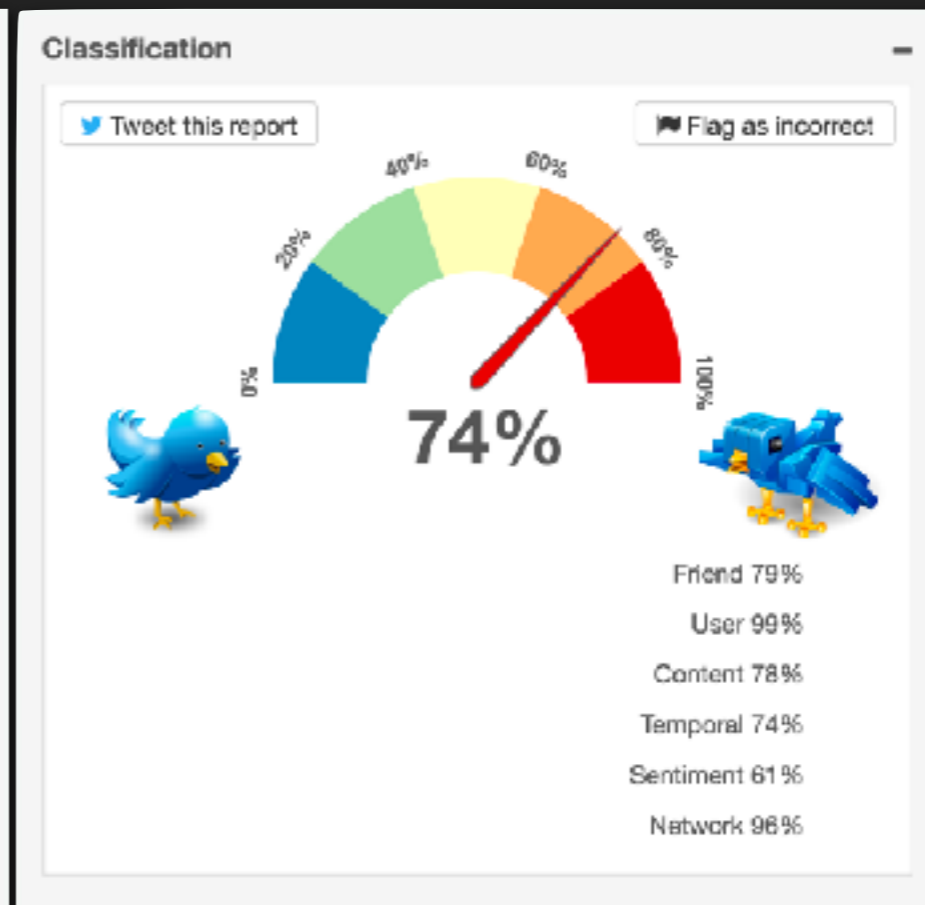 Classification
Tweet this report
Flag as incorrect
40%
60%
20%
80%
0%
100%
74%
Friend 79%
User 99%
Content 78%
Temporal 74%
Sentiment 61%
Network 96%